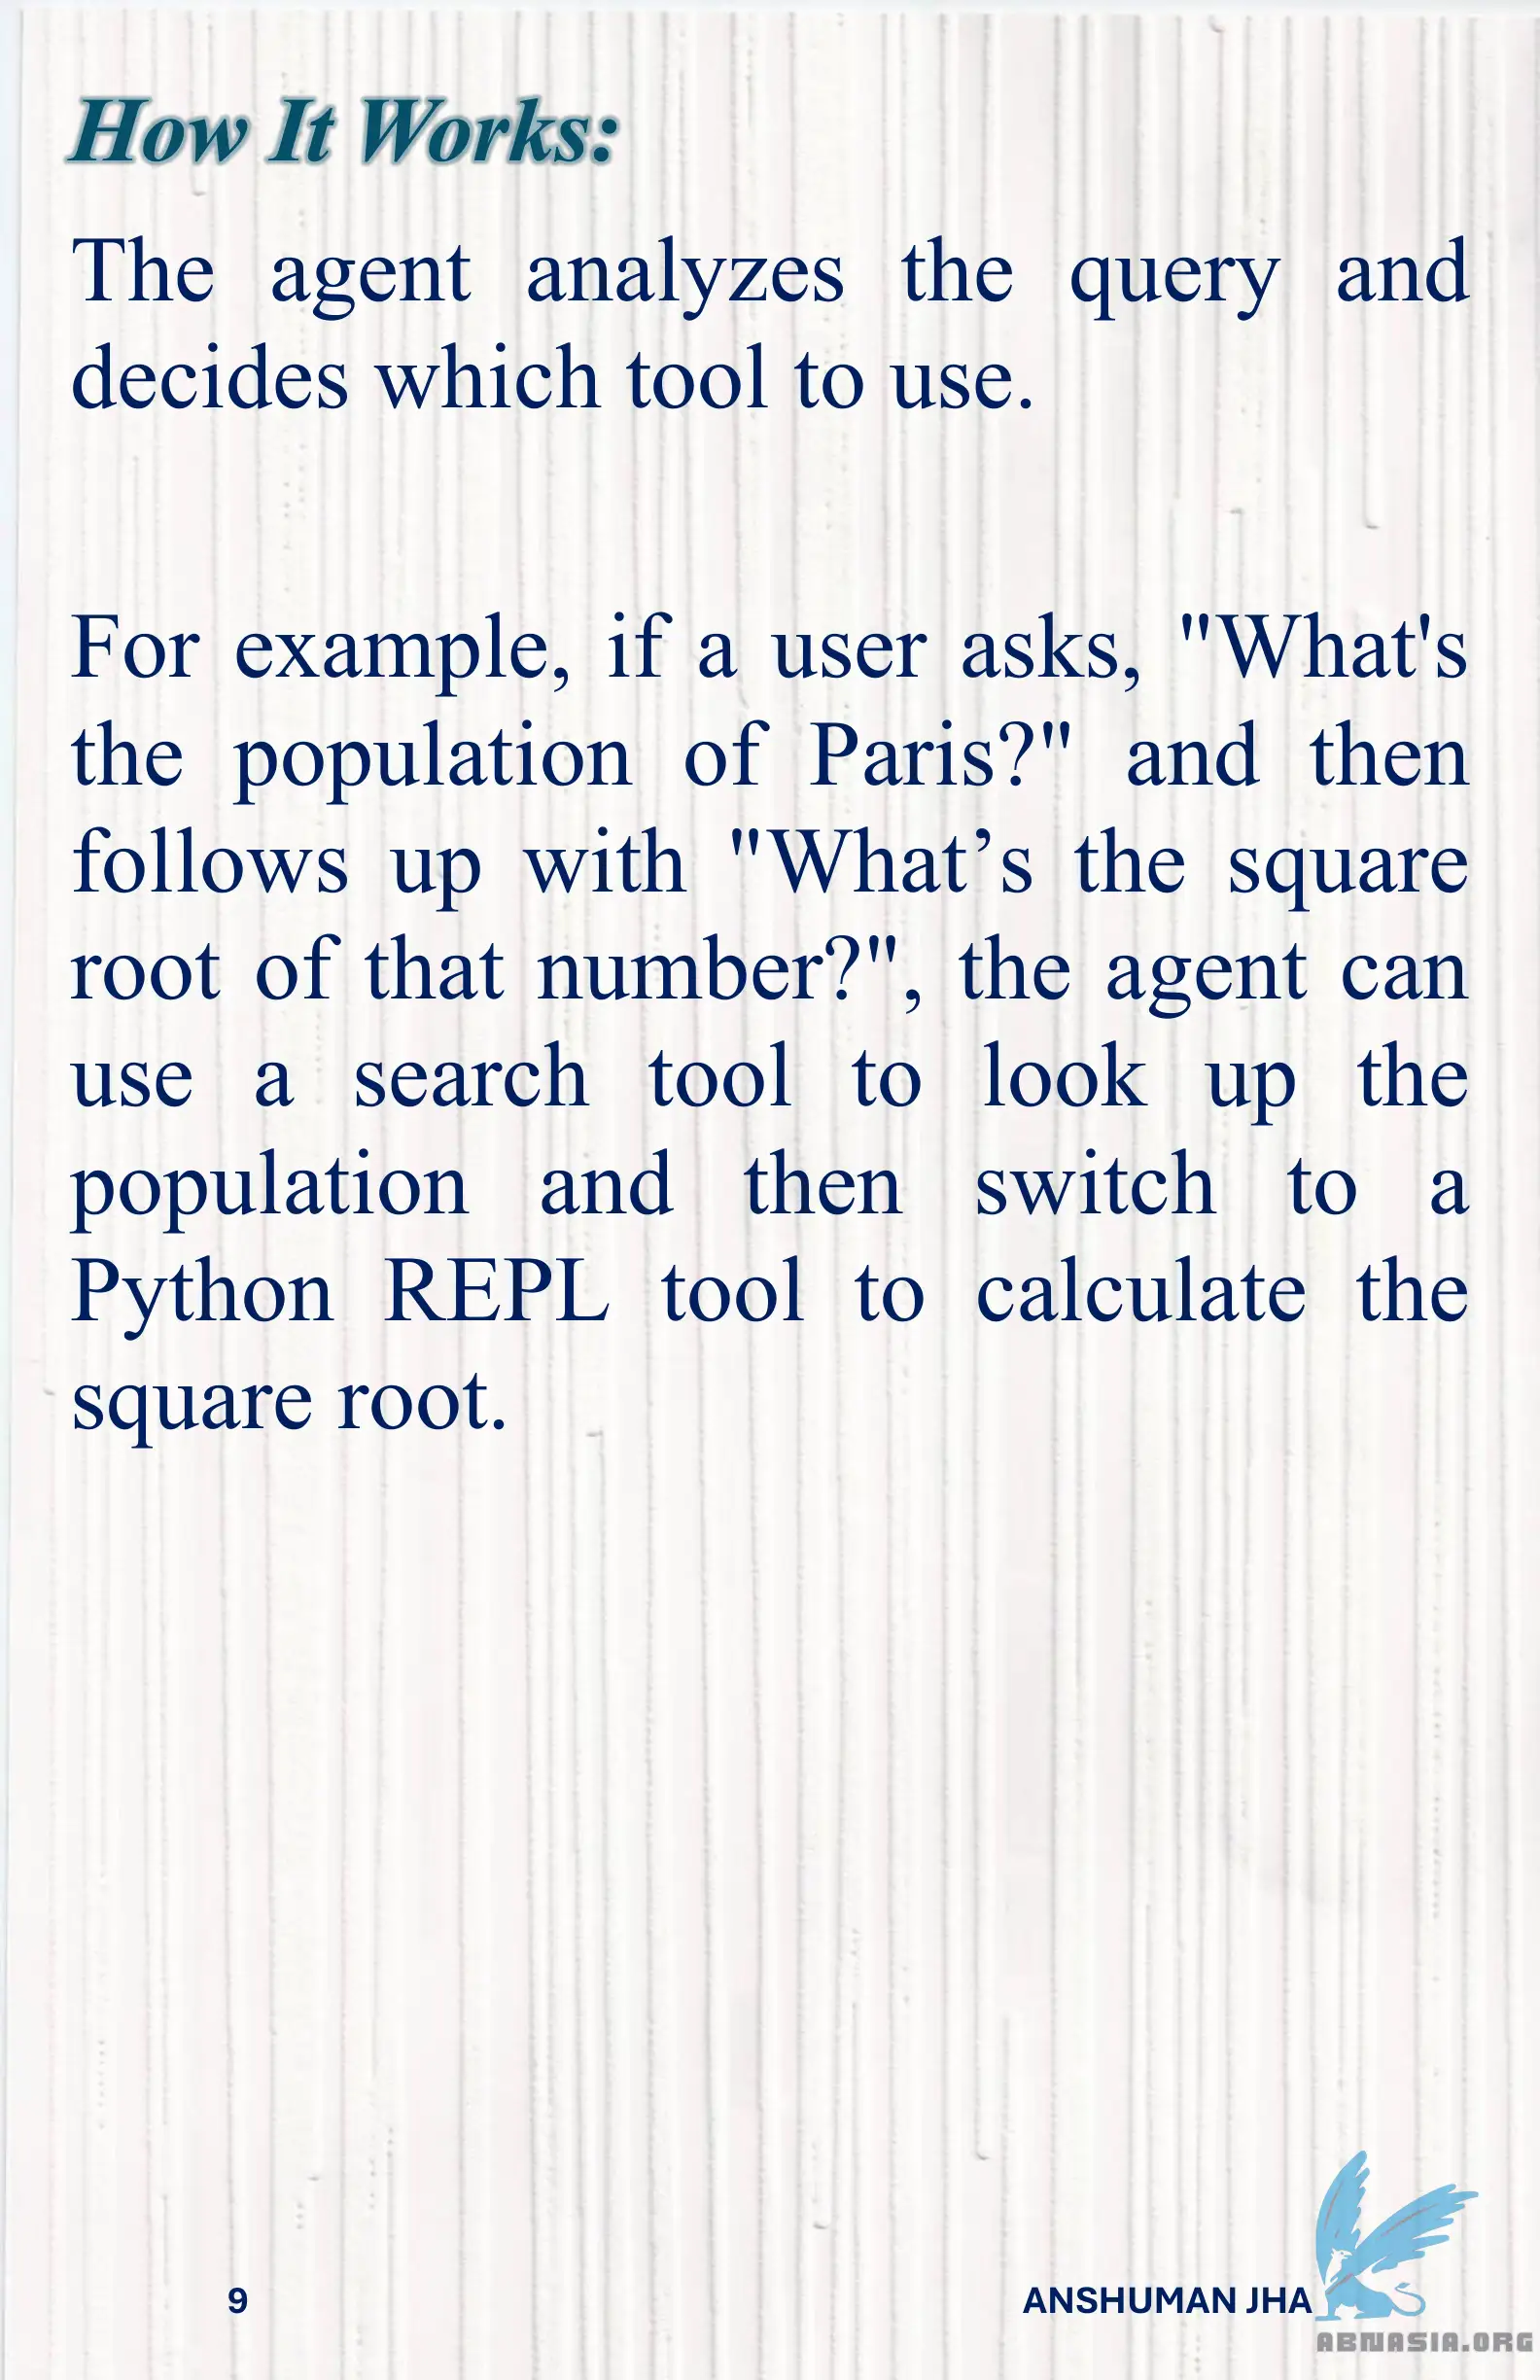 How It Works:
The agent analyzes the query and
decides which tool to use.
For example, if a user asks, "What's
the population of Paris?" and then
follows up with "What’s the square
root of that number?", the agent can
use a search tool to look up the
population and then switch to a
Python REPL tool to calculate the
square root.
9
ANSHUMAN JHA
ABNASIA.ORG